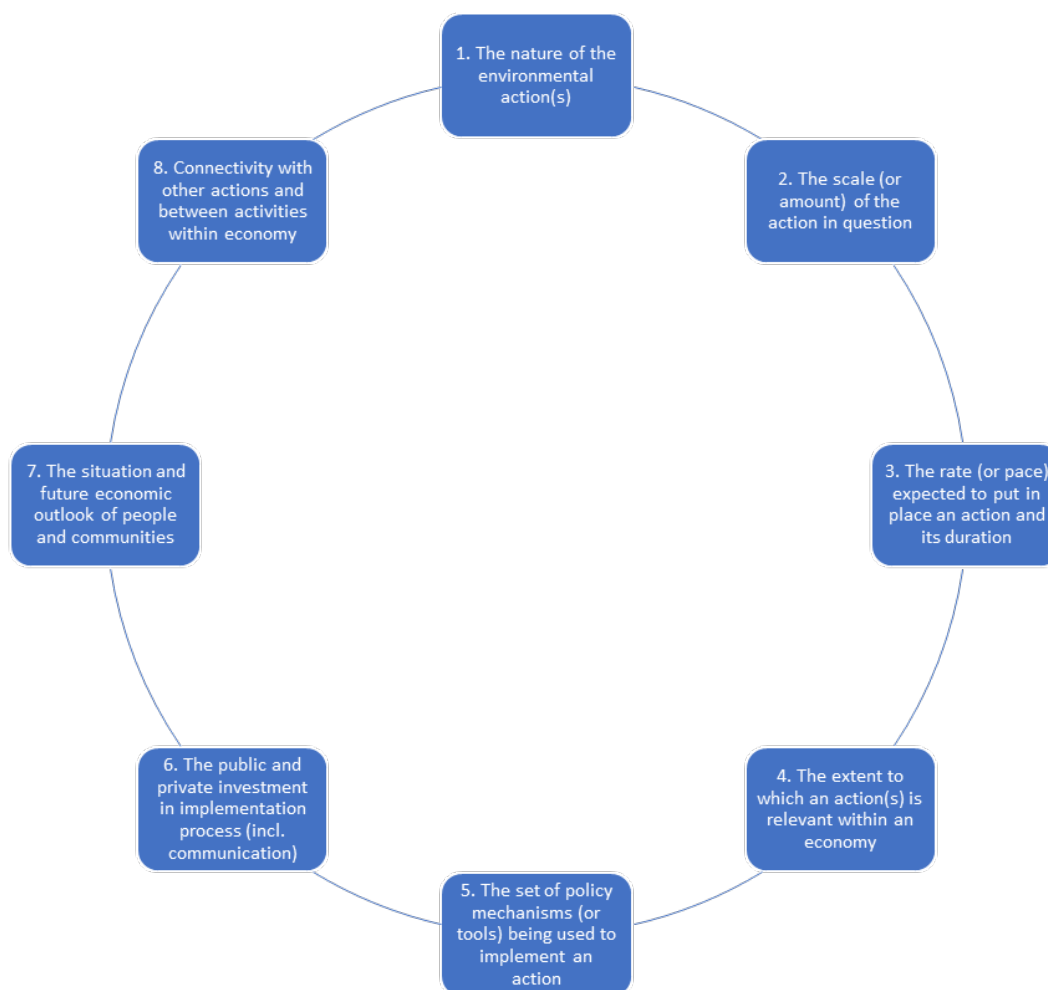 1. The nature of the
environmental
action(s)
2. The scale (or
amount) of the
action in question
3. The rate (or pace)
expected to put in
place an action and
its duration
4. The extent to
which an action(s) is
relevant within an
economy
5. The set of policy
mechanisms (or
tools) being used to
implement an
action
6. The public and
private investment
in implementation
process (incl.
communication)
7. The situation and
future economic
outlook of people
and communities
8. Connectivity with
other actions and
between activities
within economy